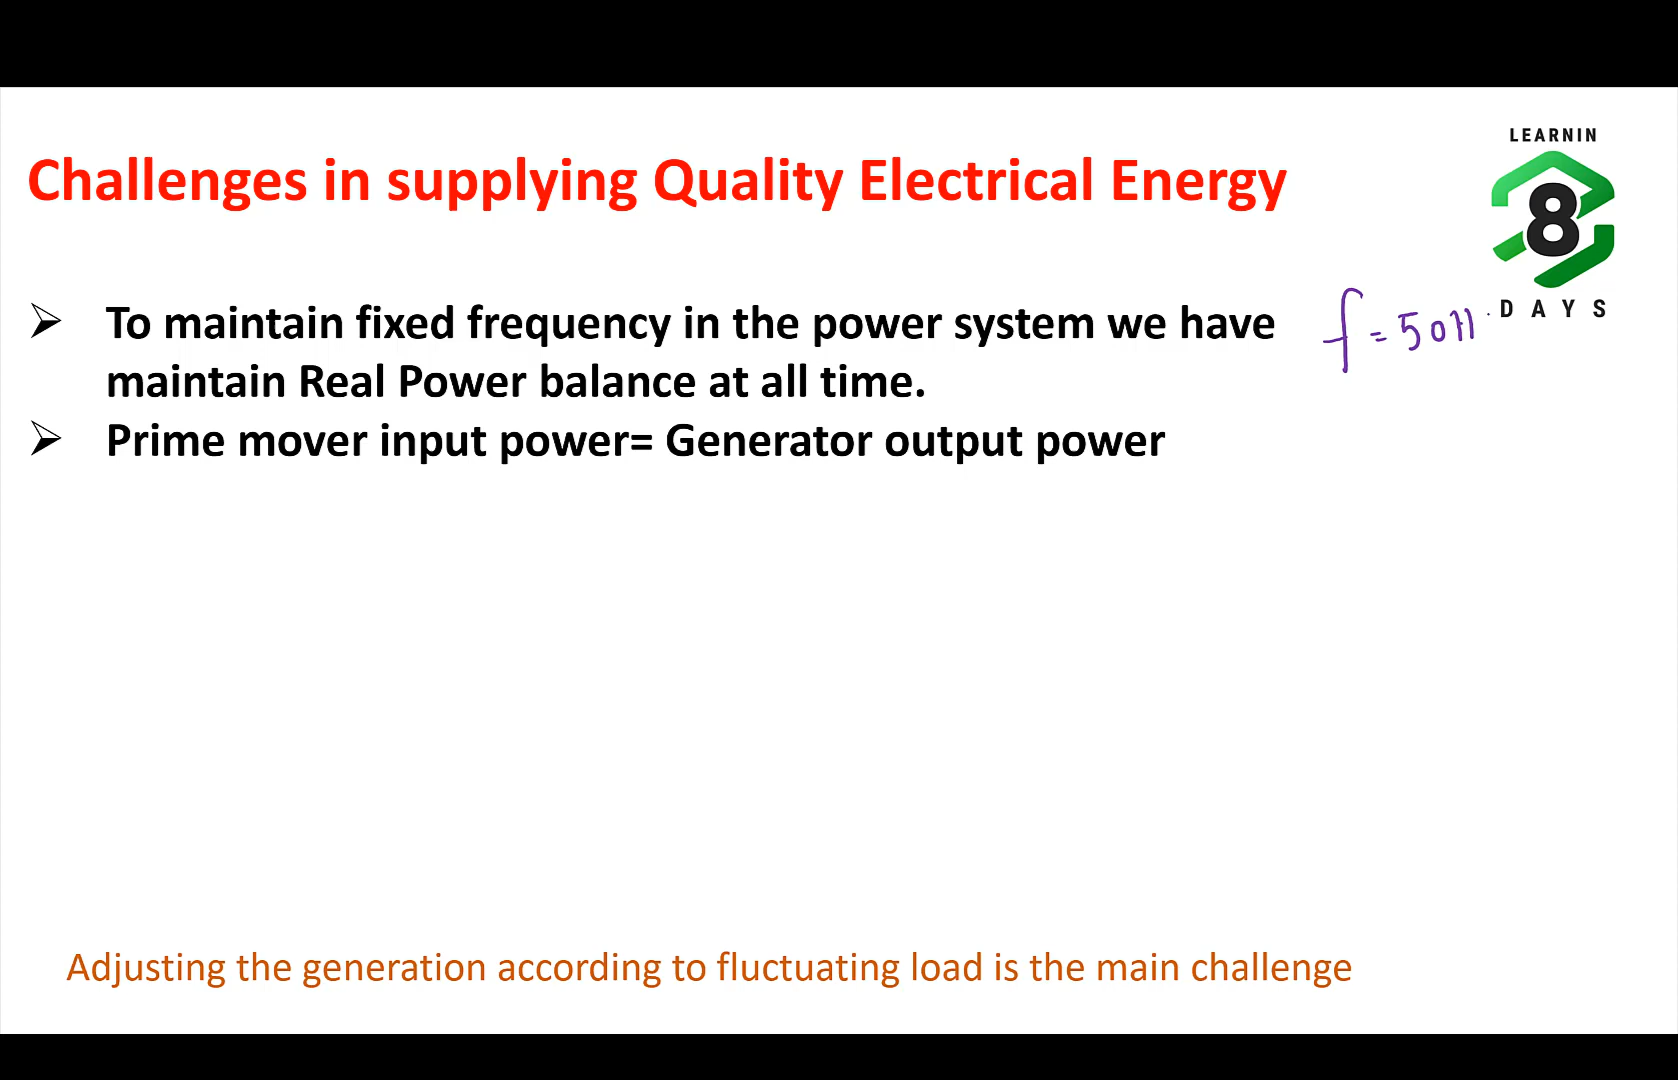 LEARNIN
8
DAYS
Challenges in supplying Quality Electrical Energy
➢ To maintain fixed frequency in the power system we have
maintain Real Power balance at all time.
f = 50H
➢ Prime mover input power= Generator output power
Adjusting the generation according to fluctuating load is the main challenge